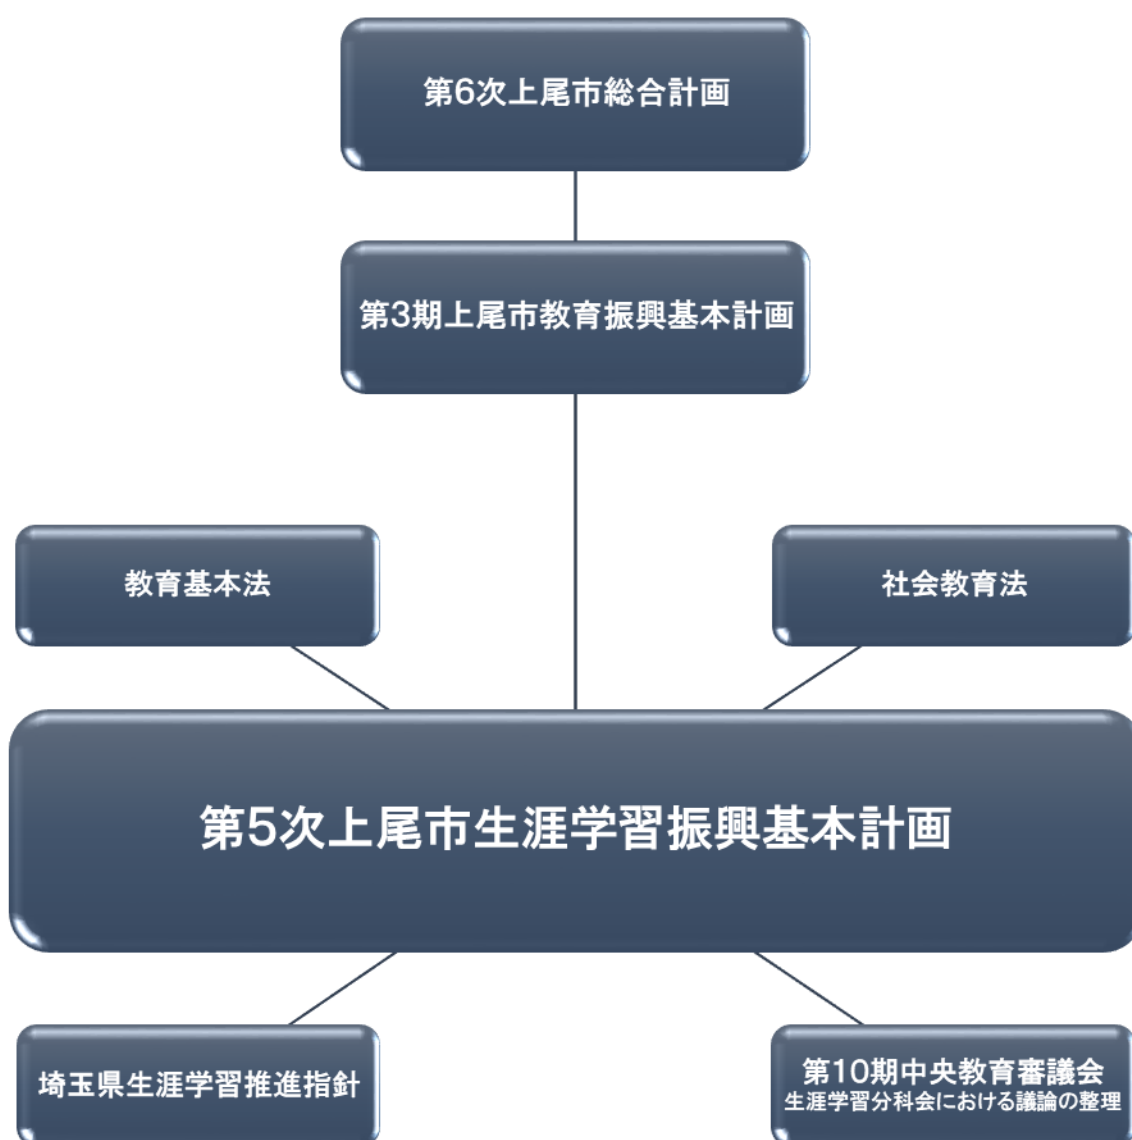 第6次上尾市総合計画
第3期上尾市教育振興基本計画
教育基本法
社会教育法
第5次上尾市生涯学習振興基本計画
埼玉県生涯学習推進指針
第10期中央教育審議会
生涯学習分科会における議論の整理